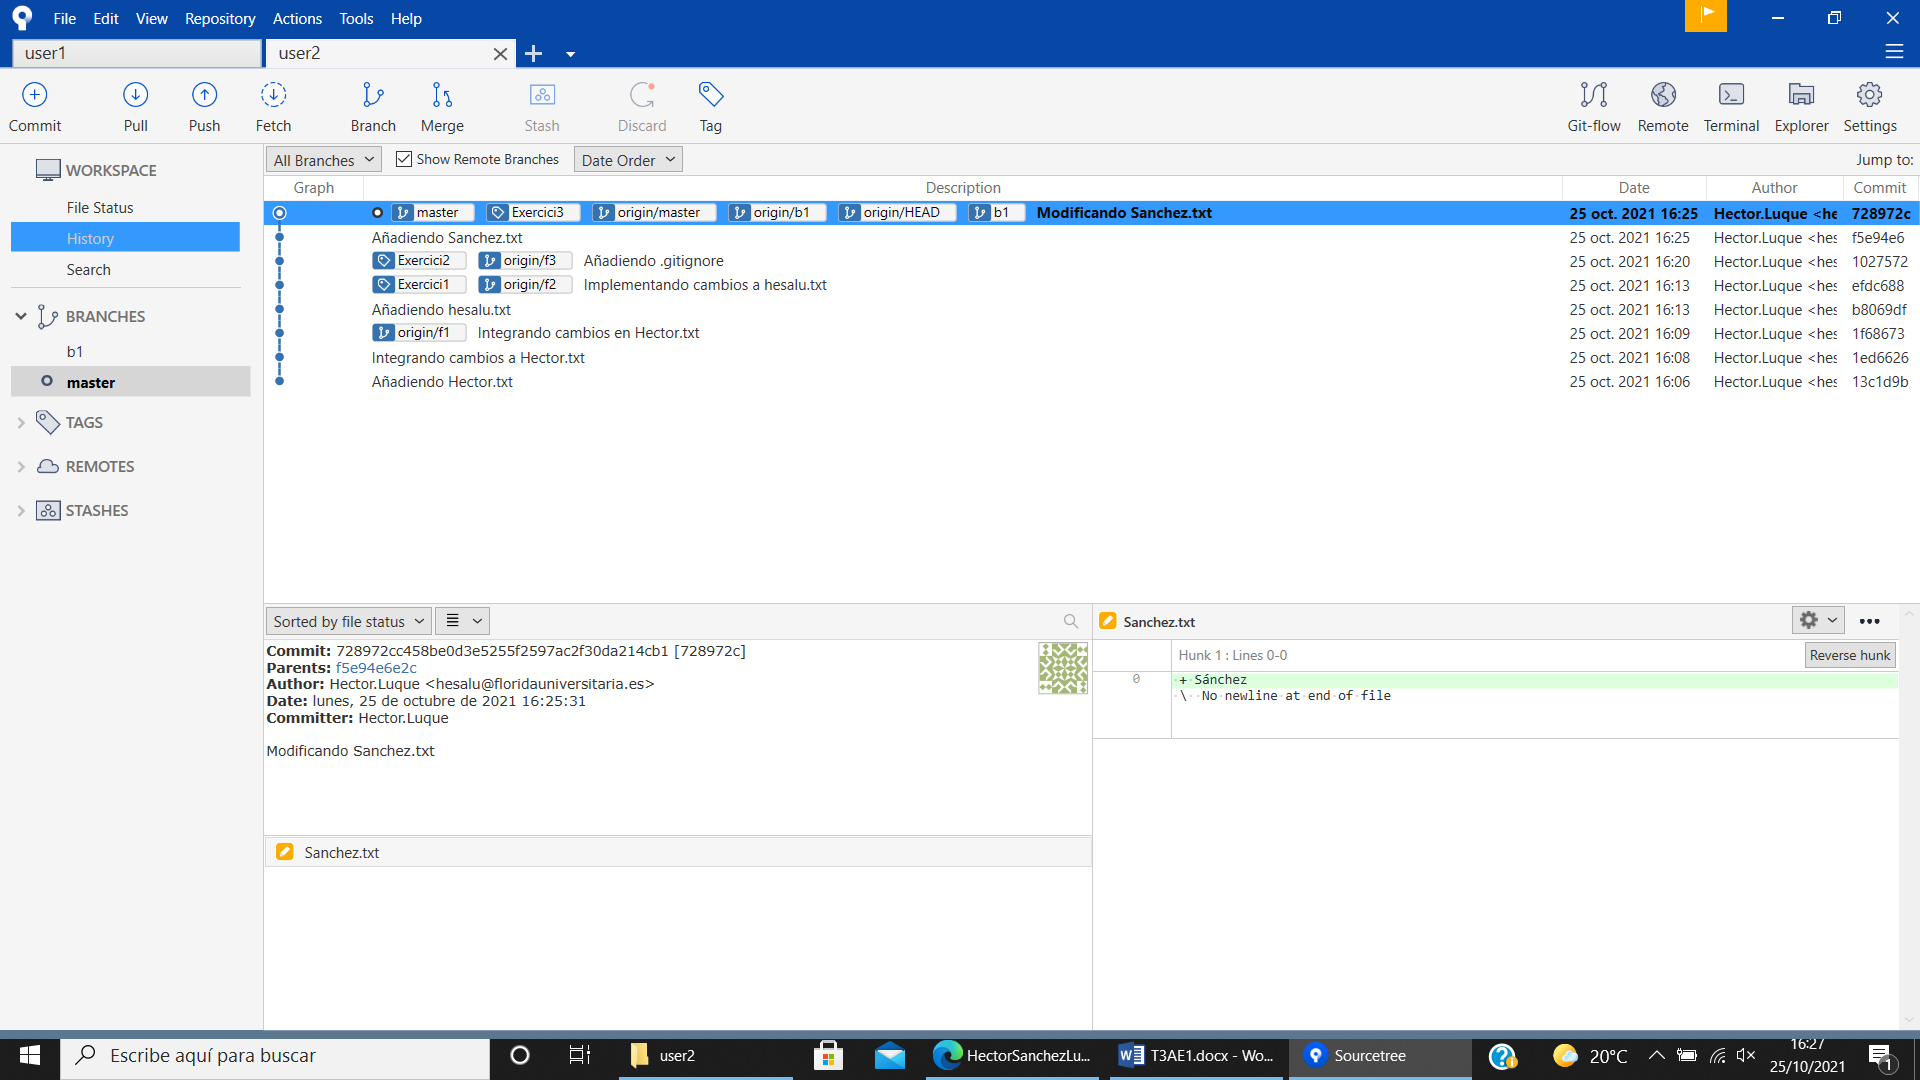 File Edit View Repository Actions Tools Help
user1 user2
Commit Pull Push Fetch Branch Merge Stash Discard Tag Git-flow Remote Terminal Explorer Settings
WORKSPACE
File Status
History
Search
BRANCHES
b1
master
TAGS
REMOTES
STASHES
All Branches Show Remote Branches Date Order Jump to:
Graph Description Date Author Commit
master Exercici3 origin/master origin/b1 origin/HEAD b1 Modificando Sanchez.txt 25 oct. 2021 16:25 Hector.Luque <he 728972c
Añadiendo Sanchez.txt 25 oct. 2021 16:25 Hector.Luque <hes f5e94e6
Exercici2 origin/f3 Añadiendo .gitignore 25 oct. 2021 16:20 Hector.Luque <hes 1027572
Exercici1 origin/f2 Implementando cambios a hesalu.txt 25 oct. 2021 16:13 Hector.Luque <hes efdc688
Añadiendo hesalu.txt 25 oct. 2021 16:13 Hector.Luque <hes b8069df
origin/f1 Integrando cambios en Hector.txt 25 oct. 2021 16:09 Hector.Luque <hes 1f68673
Integrando cambios a Hector.txt 25 oct. 2021 16:08 Hector.Luque <hes 1ed6626
Añadiendo Hector.txt 25 oct. 2021 16:06 Hector.Luque <hes 13c1d9b
Sorted by file status
Commit: 728972cc458be0d3e5255f2597ac2f30da214cb1 [728972c]
Parents: f5e94e6e2c
Author: Hector.Luque <hesalu@floridauniversitaria.es>
Date: lunes, 25 de octubre de 2021 16:25:31
Committer: Hector.Luque
Modificando Sanchez.txt
Sanchez.txt
Sanchez.txt
Hunk 1 : Lines 0-0 Reverse hunk
0 + Sánchez
\ No newline at end of file
Escribe aquí para buscar user2 HectorSanchezLu... T3AE1.docx - Wo... Sourcetree 20°C 16:27
25/10/2021 1